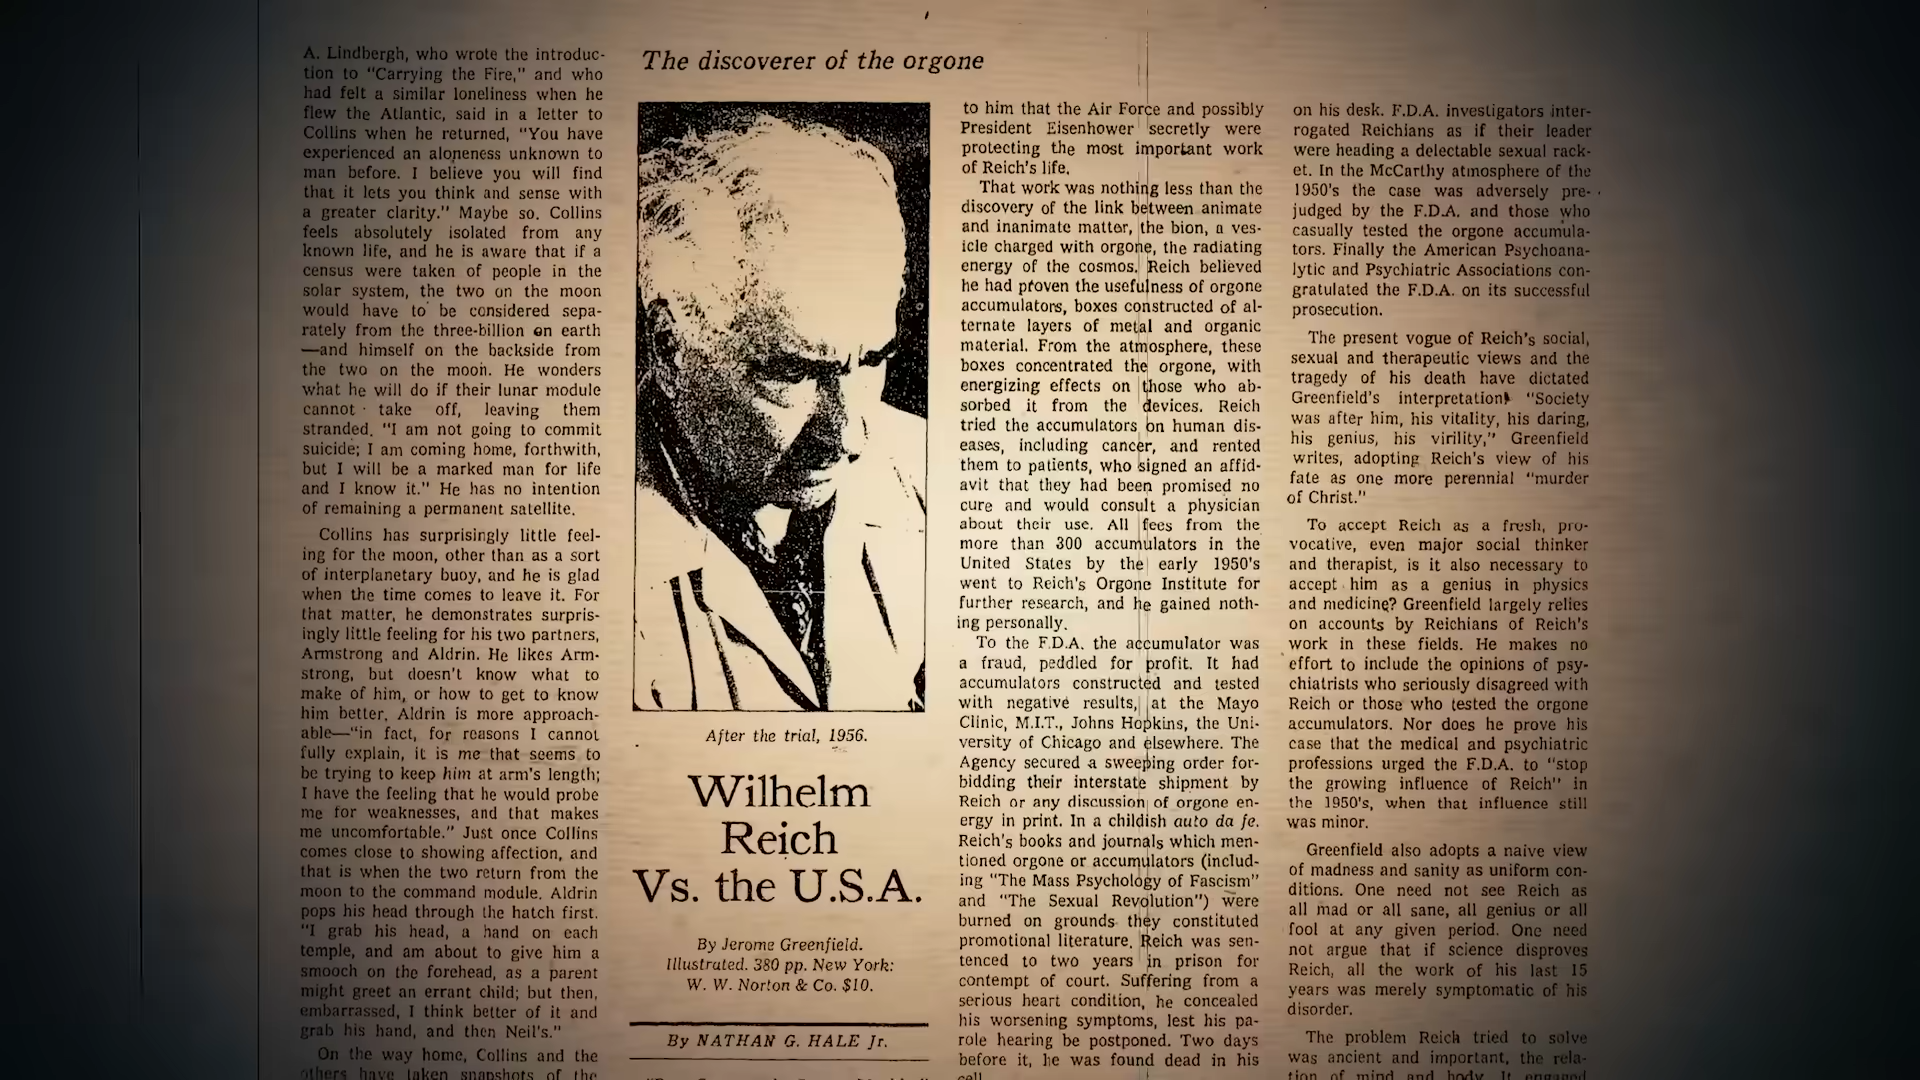 A. Lindbergh, who wrote the introduc-
tion to "Carrying the Fire," and who
had felt a similar loneliness when he
flew the Atlantic, said in a letter to
Collins when he returned, "You have
experienced an aloneness unknown to
man before. I believe you will find
that it lets you think and sense with
a greater clarity." Maybe so. Collins
feels absolutely isolated from any
known life, and he is aware that if a
census were taken of people in the
solar system, the two on the moon
would have to be considered sepa-
rately from the three-billion on earth
—and himself on the backside from
the two on the moon. He wonders
what he will do if their lunar module
cannot take off, leaving them
stranded. "I am not going to commit
suicide; I am coming home, forthwith,
but I will be a marked man for life
and I know it." He has no intention
of remaining a permanent satellite.
Collins has surprisingly little feel-
ing for the moon, other than as a sort
of interplanetary buoy, and he is glad
when the time comes to leave it. For
that matter, he demonstrates surpris-
ingly little feeling for his two partners,
Armstrong and Aldrin. He likes Arm-
strong, but doesn't know what to
make of him, or how to get to know
him better. Aldrin is more approach-
able—"in fact, for reasons I cannot
fully explain, it is me that seems to
be trying to keep him at arm's length;
I have the feeling that he would probe
me for weaknesses, and that makes
me uncomfortable." Just once Collins
comes close to showing affection, and
that is when the two return from the
moon to the command module. Aldrin
pops his head through the hatch first.
"I grab his head, a hand on each
temple, and am about to give him a
smooch on the forehead, as a parent
might greet an errant child; but then,
embarrassed, I think better of it and
grab his hand, and then Neil's."
On the way home, Collins and the
others have taken snapshots of the
The discoverer of the orgone
After the trial, 1956.
Wilhelm
Reich
Vs. the U.S.A.
By Jerome Greenfield.
Illustrated. 380 pp. New York:
W. W. Norton & Co. $10.
By NATHAN G. HALE Jr.
to him that the Air Force and possibly
President Eisenhower secretly were
protecting the most important work
of Reich's life.
That work was nothing less than the
discovery of the link between animate
and inanimate matter, the bion, a ves-
icle charged with orgone, the radiating
energy of the cosmos. Reich believed
he had proven the usefulness of orgone
accumulators, boxes constructed of al-
ternate layers of metal and organic
material. From the atmosphere, these
boxes concentrated the orgone, with
energizing effects on those who ab-
sorbed it from the devices. Reich
tried the accumulators on human dis-
eases, including cancer, and rented
them to patients, who signed an affid-
avit that they had been promised no
cure and would consult a physician
about their use. All fees from the
more than 300 accumulators in the
United States by the early 1950's
went to Reich's Orgone Institute for
further research, and he gained noth-
ing personally.
To the F.D.A. the accumulator was
a fraud, peddled for profit. It had
accumulators constructed and tested
with negative results, at the Mayo
Clinic, M.I.T., Johns Hopkins, the Uni-
versity of Chicago and elsewhere. The
Agency secured a sweeping order for-
bidding their interstate shipment by
Reich or any discussion of orgone en-
ergy in print. In a childish auto da fe.
Reich's books and journals which men-
tioned orgone or accumulators (includ-
ing "The Mass Psychology of Fascism"
and "The Sexual Revolution") were
burned on grounds they constituted
promotional literature. Reich was sen-
tenced to two years in prison for
contempt of court. Suffering from a
serious heart condition, he concealed
his worsening symptoms, lest his pa-
role hearing be postponed. Two days
before it, he was found dead in his
cell.
on his desk. F.D.A. investigators inter-
rogated Reichians as if their leader
were heading a delectable sexual rack-
et. In the McCarthy atmosphere of the
1950's the case was adversely pre-
judged by the F.D.A. and those who
casually tested the orgone accumula-
tors. Finally the American Psychoana-
lytic and Psychiatric Associations con-
gratulated the F.D.A. on its successful
prosecution.
The present vogue of Reich's social,
sexual and therapeutic views and the
tragedy of his death have dictated
Greenfield's interpretation. "Society
was after him, his vitality, his daring,
his genius, his virility," Greenfield
writes, adopting Reich's view of his
fate as one more perennial "murder
of Christ."
To accept Reich as a fresh, pro-
vocative, even major social thinker
and therapist, is it also necessary to
accept him as a genius in physics
and medicine? Greenfield largely relies
on accounts by Reichians of Reich's
work in these fields. He makes no
effort to include the opinions of psy-
chiatrists who seriously disagreed with
Reich or those who tested the orgone
accumulators. Nor does he prove his
case that the medical and psychiatric
professions urged the F.D.A. to "stop
the growing influence of Reich" in
the 1950's, when that influence still
was minor.
Greenfield also adopts a naive view
of madness and sanity as uniform con-
ditions. One need not see Reich as
all mad or all sane, all genius or all
fool at any given period. One need
not argue that if science disproves
Reich, all the work of his last 15
years was merely symptomatic of his
disorder.
The problem Reich tried to solve
was ancient and important, the rela-
tion of mind and body. It engaged